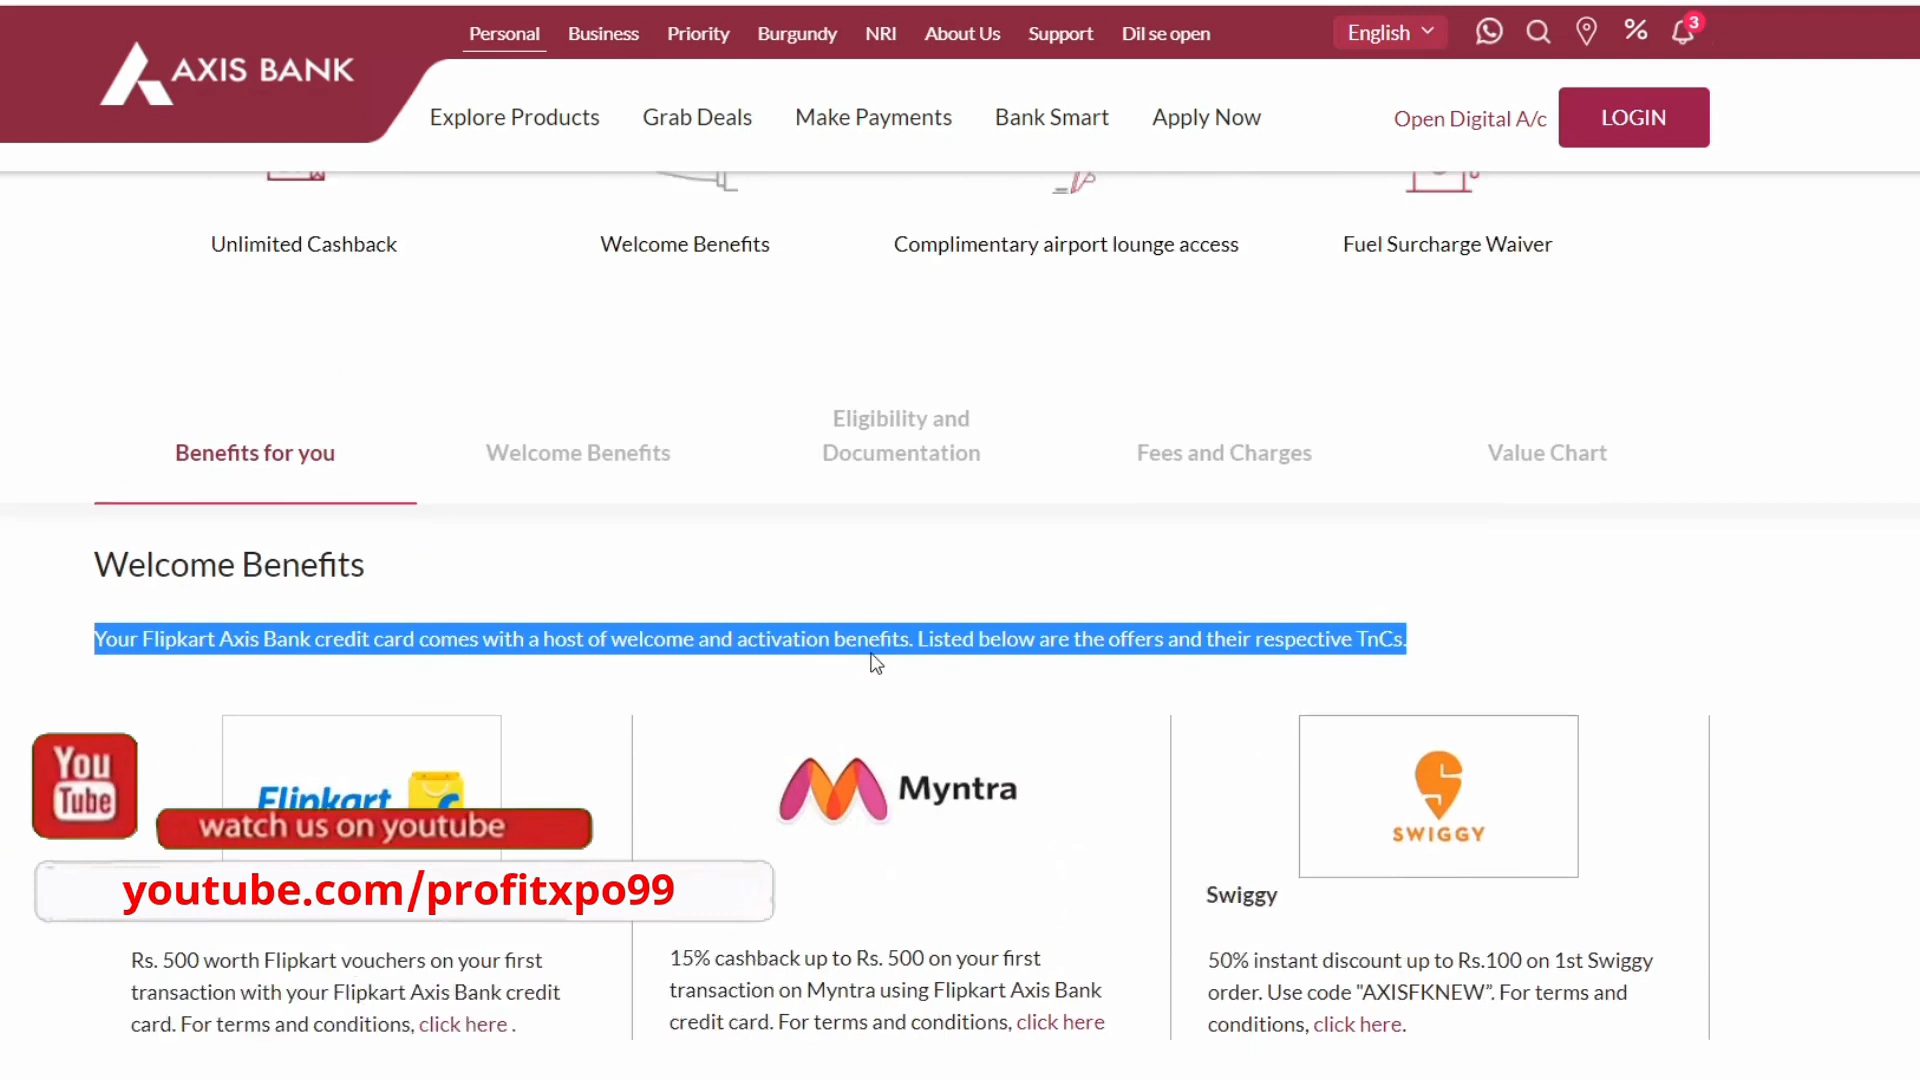 Personal Business Priority Burgundy NRI About Us Support Dil se open English % 3
AXIS BANK
Explore Products Grab Deals Make Payments Bank Smart Apply Now Open Digital A/c LOGIN
Unlimited Cashback Welcome Benefits Complimentary airport lounge access Fuel Surcharge Waiver
Benefits for you Welcome Benefits Eligibility and
Documentation Fees and Charges Value Chart
Welcome Benefits
Your Flipkart Axis Bank credit card comes with a host of welcome and activation benefits. Listed below are the offers and their respective TnCs.
You
Tube
Flipkart
watch us on youtube
youtube.com/profitxpo99
Rs. 500 worth Flipkart vouchers on your first
transaction with your Flipkart Axis Bank credit
card. For terms and conditions, click here .
Myntra
15% cashback up to Rs. 500 on your first
transaction on Myntra using Flipkart Axis Bank
credit card. For terms and conditions, click here
SWIGGY
Swiggy
50% instant discount up to Rs.100 on 1st Swiggy
order. Use code "AXISFKNEW”. For terms and
conditions, click here.